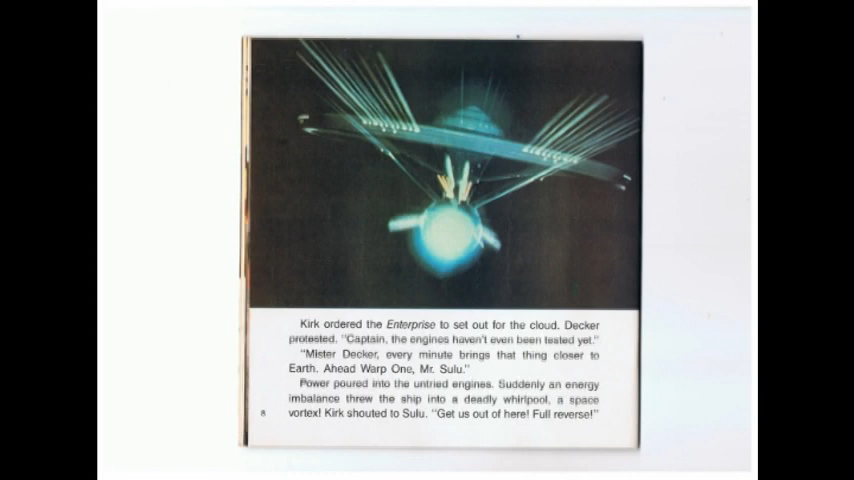 Kirk ordered the Enterprise to set out for the cloud. Decker
protested. "Captain, the engines haven't even been tested yet."
"Mister Decker, every minute brings that thing closer to
Earth. Ahead Warp One, Mr. Sulu."
Power poured into the untried engines. Suddenly an energy
imbalance threw the ship into a deadly whirlpool, a space
vortex! Kirk shouted to Sulu. "Get us out of here! Full reverse!"
8